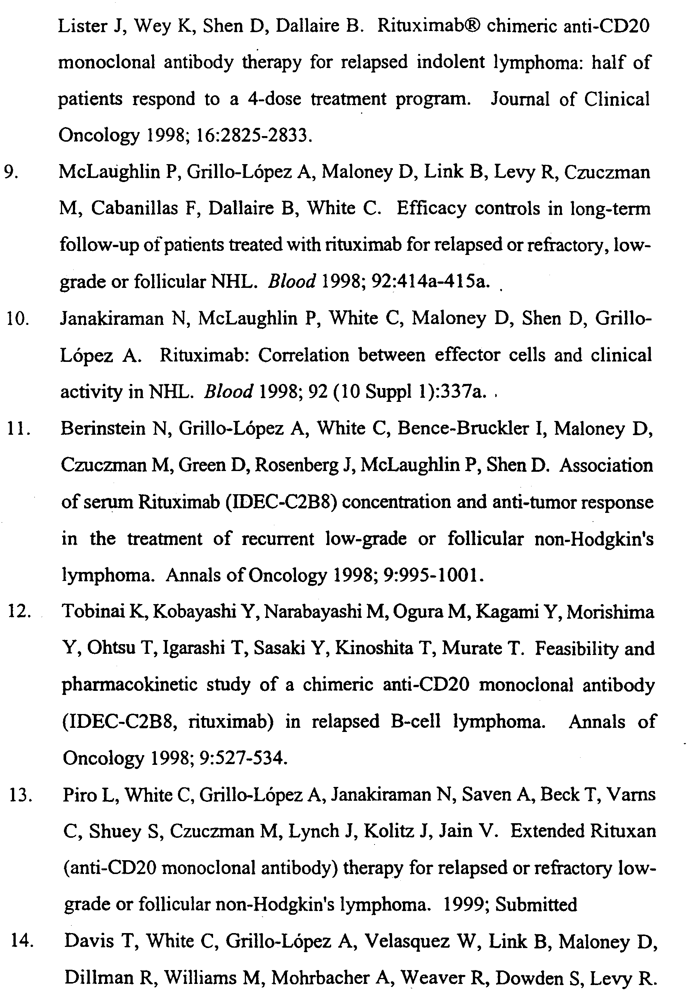 Lister J, Wey K, Shen D, Dallaire B. Rituximab® chimeric anti-CD20
monoclonal antibody therapy for relapsed indolent lymphoma: half of
patients respond to a 4-dose treatment program. Journal of Clinical
Oncology 1998; 16:2825-2833.
9. McLaughlin P, Grillo-López A, Maloney D, Link B, Levy R, Czuczman
M, Cabanillas F, Dallaire B, White C. Efficacy controls in long-term
follow-up of patients treated with rituximab for relapsed or refractory, low-
grade or follicular NHL. Blood 1998; 92:414a-415a.
10. Janakiraman N, McLaughlin P, White C, Maloney D, Shen D, Grillo-
López A. Rituximab: Correlation between effector cells and clinical
activity in NHL. Blood 1998; 92 (10 Suppl 1):337a.
11. Berinstein N, Grillo-López A, White C, Bence-Bruckler I, Maloney D,
Czuczman M, Green D, Rosenberg J, McLaughlin P, Shen D. Association
of serum Rituximab (IDEC-C2B8) concentration and anti-tumor response
in the treatment of recurrent low-grade or follicular non-Hodgkin's
lymphoma. Annals of Oncology 1998; 9:995-1001.
12. Tobinai K, Kobayashi Y, Narabayashi M, Ogura M, Kagami Y, Morishima
Y, Ohtsu T, Igarashi T, Sasaki Y, Kinoshita T, Murate T. Feasibility and
pharmacokinetic study of a chimeric anti-CD20 monoclonal antibody
(IDEC-C2B8, rituximab) in relapsed B-cell lymphoma. Annals of
Oncology 1998; 9:527-534.
13. Piro L, White C, Grillo-López A, Janakiraman N, Saven A, Beck T, Varns
C, Shuey S, Czuczman M, Lynch J, Kolitz J, Jain V. Extended Rituxan
(anti-CD20 monoclonal antibody) therapy for relapsed or refractory low-
grade or follicular non-Hodgkin's lymphoma. 1999; Submitted
14. Davis T, White C, Grillo-López A, Velasquez W, Link B, Maloney D,
Dillman R, Williams M, Mohrbacher A, Weaver R, Dowden S, Levy R.